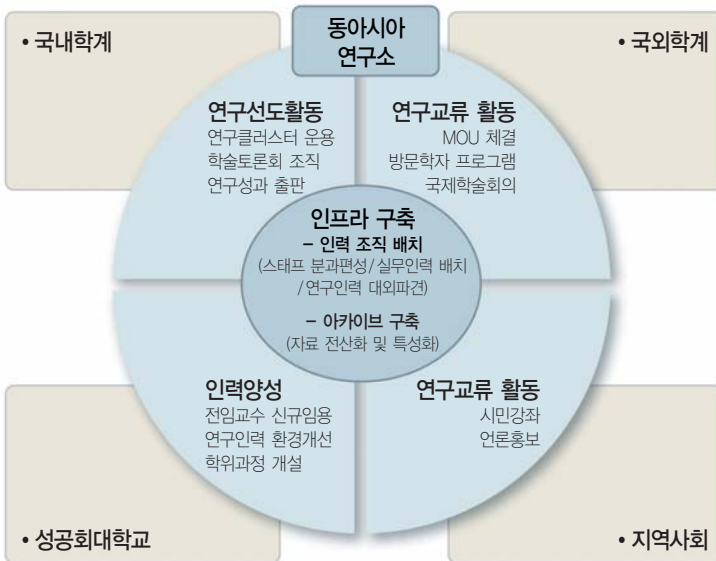 동아시아
연구소
• 국내학계
• 국외학계
연구선도활동
연구클러스터 운용
학술토론회 조직
연구성과 출판
연구교류 활동
MOU 체결
방문학자 프로그램
국제학술회의
인프라 구축
– 인력 조직 배치
(스태프 분과편성/실무인력 배치
/연구인력 대외파견)
– 아카이브 구축
(자료 전산화 및 특성화)
인력양성
전임교수 신규임용
연구인력 환경개선
학위과정 개설
연구교류 활동
시민강좌
언론홍보
• 성공회대학교
• 지역사회